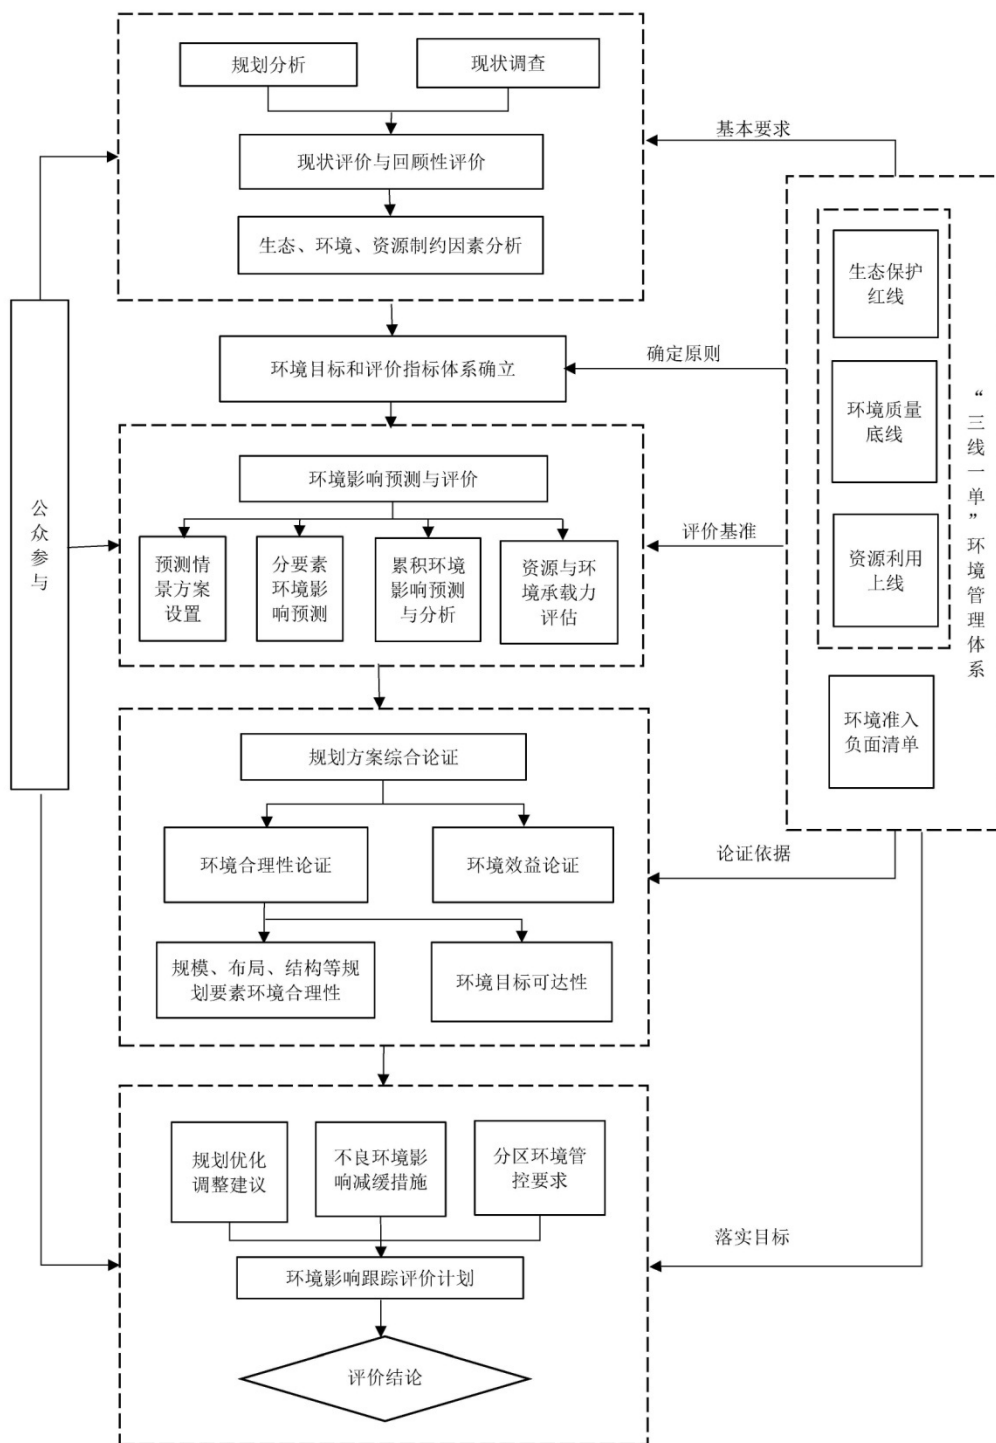 规划分析
现状调查
基本要求
现状评价与回顾性评价
生态、环境、资源制约因素分析
生态保护
红线
确定原则
环境目标和评价指标体系确立
环境质量
底线
“三线一单”环境管理体系
公众参与
环境影响预测与评价
评价基准
预测情
景方案
设置
分要素
环境影
响预测
累积环境
影响预测
与分析
资源与环
境承载力
评估
资源利用
上线
环境准入
负面清单
规划方案综合论证
环境合理性论证
环境效益论证
论证依据
规模、布局、结构等规
划要素环境合理性
环境目标可达性
规划优化
调整建议
不良环境影
响减缓措施
分区环境管
控要求
落实目标
环境影响跟踪评价计划
评价结论